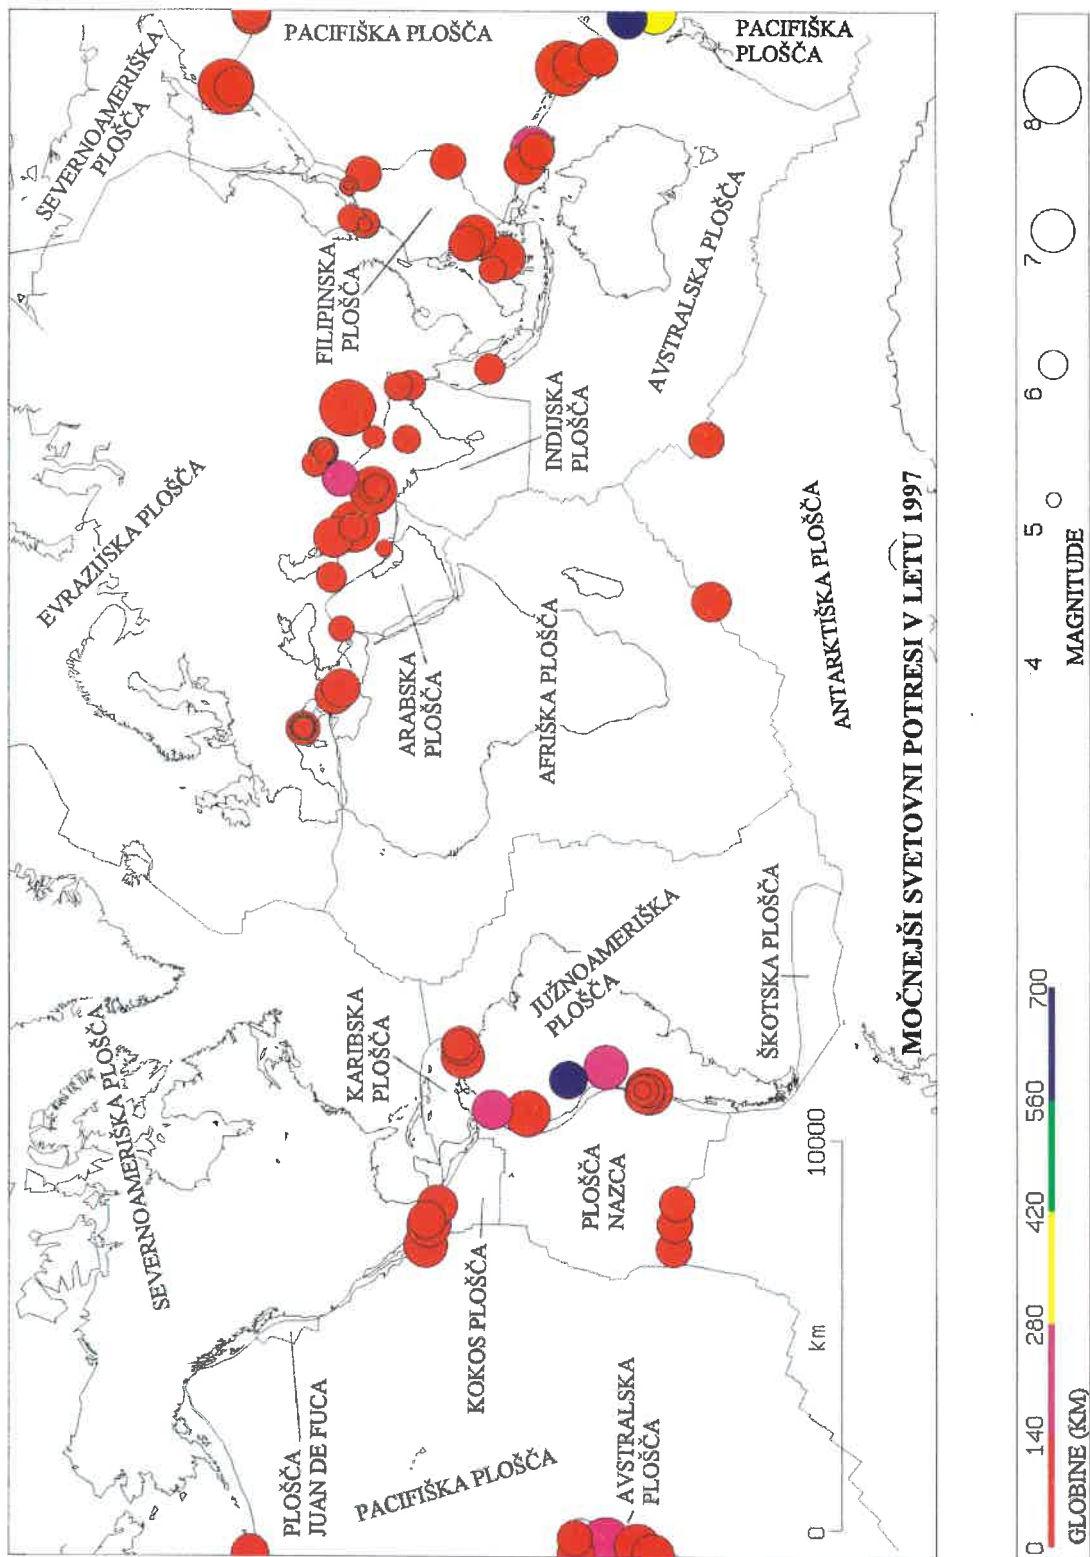 SEVERNOAMERIŠKA
PLOŠČA
EVRAZIJSKA PLOŠČA
SEVERNOAMERIŠKA
PLOŠČA
PACIFIŠKA PLOŠČA
PLOŠČA
JUAN DE FUCA
PACIFIŠKA PLOŠČA
KARIBSKA
PLOŠČA
KOKOS PLOŠČA
ARABSKA
PLOŠČA
FILIPINSKA
PLOŠČA
INDIJSKA
PLOŠČA
AVSTRALSKA
PLOŠČA
PLOŠČA
NAZCA
JUŽNOAMERIŠKA
PLOŠČA
AFRIŠKA PLOŠČA
AVSTRALSKA PLOŠČA
PACIFIŠKA
PLOŠČA
ŠKOTSKA PLOŠČA
ANTARKTIŠKA PLOŠČA
0 km 10000
MOČNEJŠI SVETOVNI POTRESI V LETU 1997
0 140 280 420 560 700
GLOBINE (KM)
4 5 6 7 8
MAGNITUDE